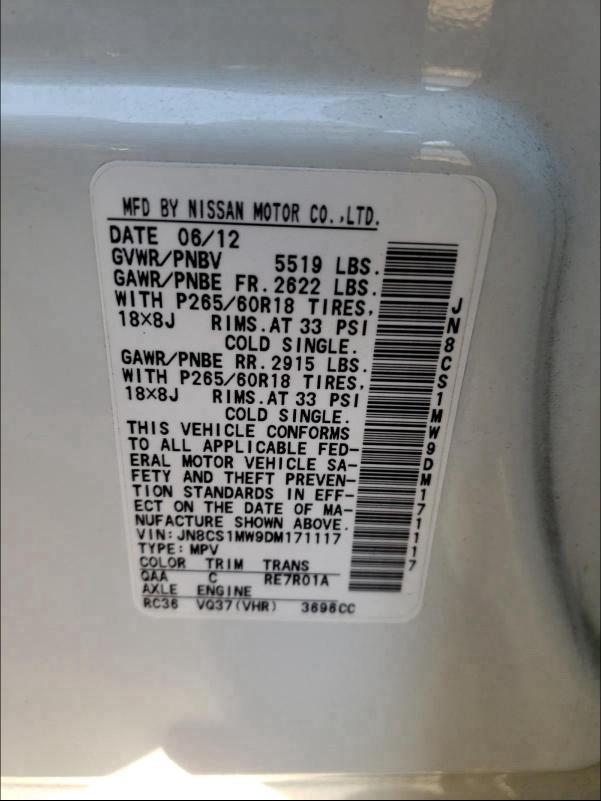 MFD BY NISSAN MOTOR CO.,LTD.
DATE 06/12
GVWR/PNBV 5519 LBS.
GAWR/PNBE FR. 2622 LBS.
WITH P265/60R18 TIRES,
18X8J RIMS.AT 33 PSI
COLD SINGLE.
GAWR/PNBE RR. 2915 LBS.
WITH P265/60R18 TIRES,
18X8J RIMS.AT 33 PSI
COLD SINGLE.
THIS VEHICLE CONFORMS
TO ALL APPLICABLE FED-
ERAL MOTOR VEHICLE SA-
FETY AND THEFT PREVEN-
TION STANDARDS IN EFF-
ECT ON THE DATE OF MA-
NUFACTURE SHOWN ABOVE.
VIN: JN8CS1MW9DM171117
TYPE: MPV
COLOR TRIM TRANS
QAA C RE7R01A
AXLE ENGINE
RC36 VQ37(VHR) 3696CC
JN8CS1MW9DM171117